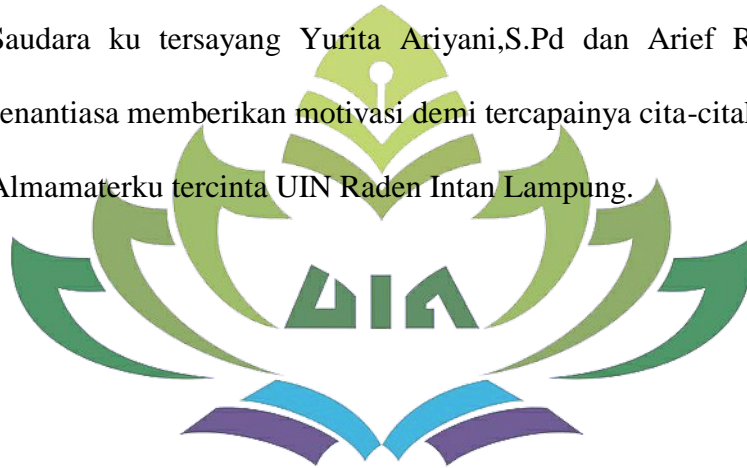 Saudara ku tersayang Yurita Ariyani,S.Pd dan Arief R
enantiasa memberikan motivasi demi tercapainya cita-cita
Almamaterku tercinta UIN Raden Intan Lampung.
UIN